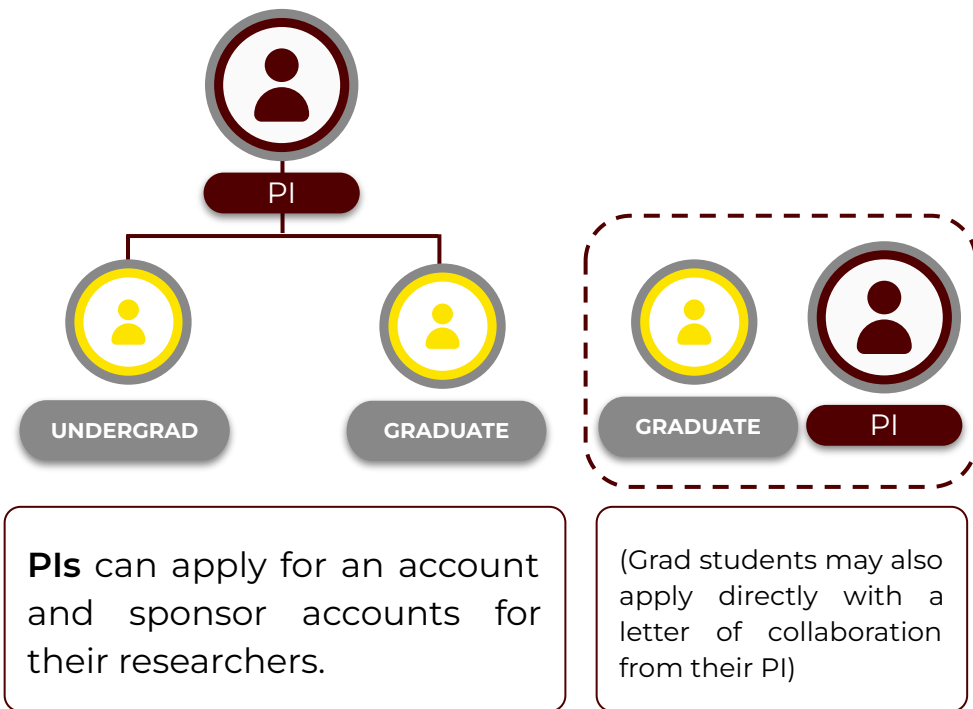 PI
UNDERGRAD
GRADUATE
GRADUATE
PI
PIs can apply for an account
and sponsor accounts for
their researchers.
(Grad students may also
apply directly with a
letter of collaboration
from their PI)